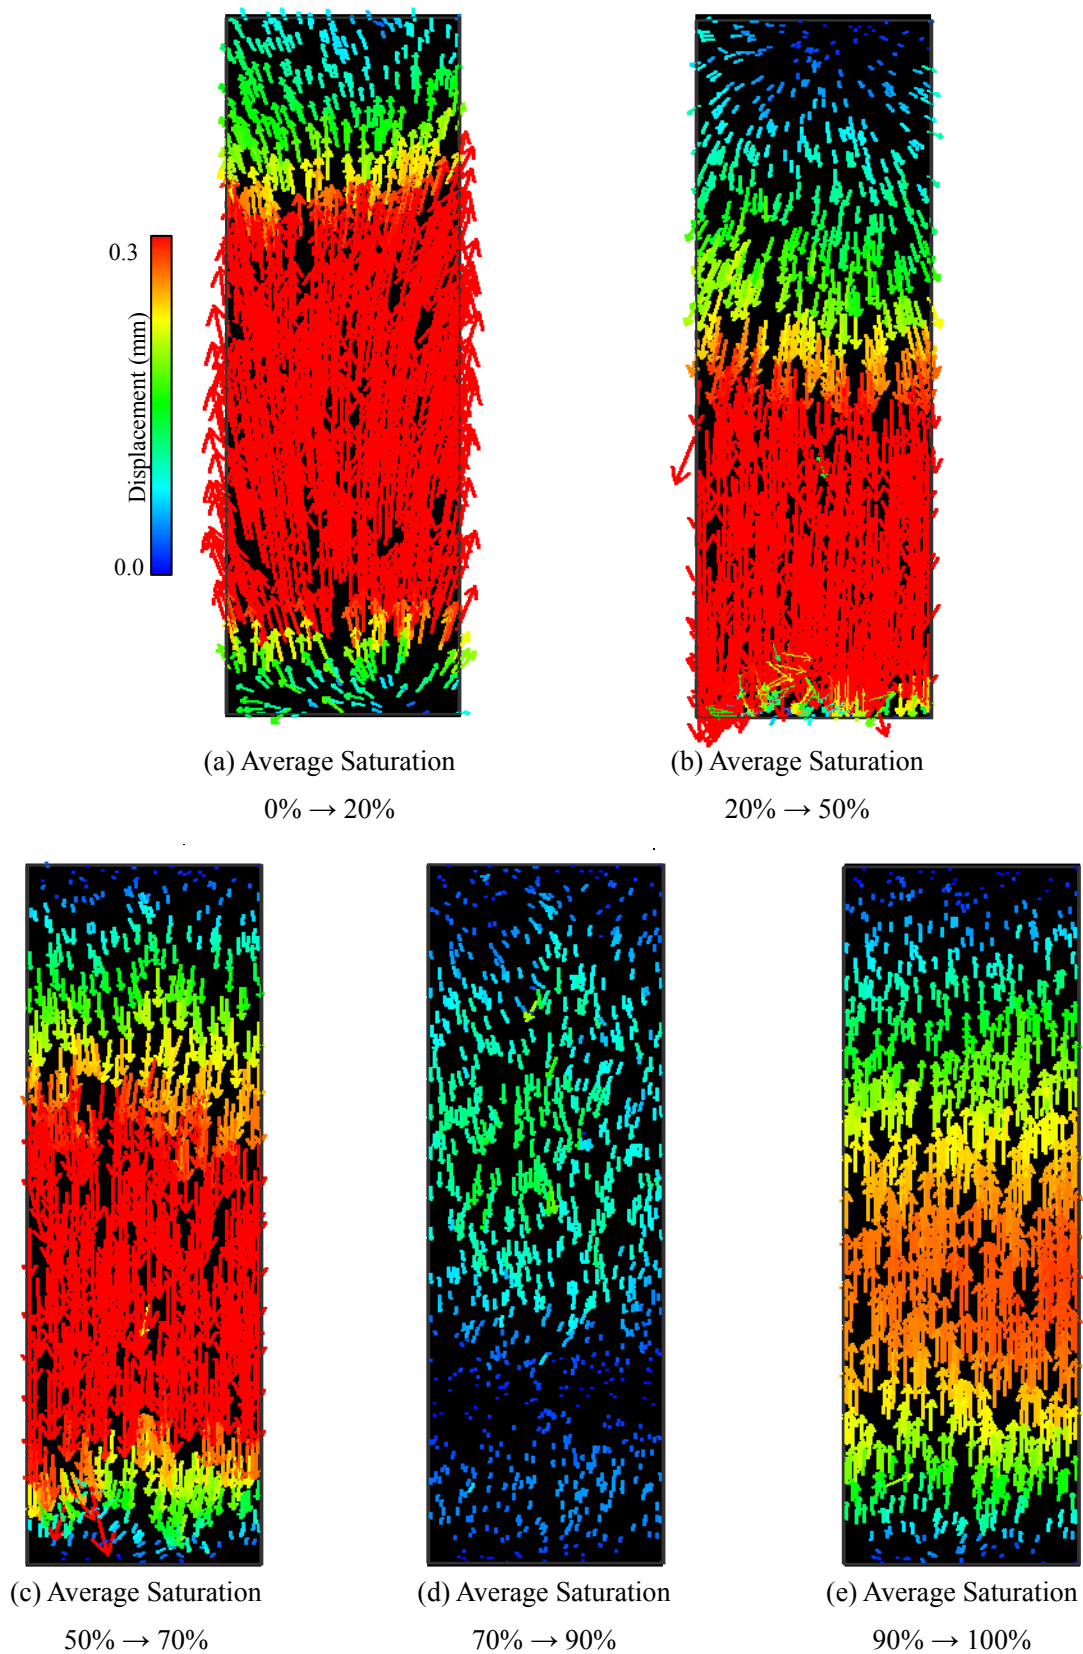 0.3
Displacement (mm)
0.0
(a) Average Saturation
0% → 20%
(b) Average Saturation
20% → 50%
(c) Average Saturation
50% → 70%
(d) Average Saturation
70% → 90%
(e) Average Saturation
90% → 100%